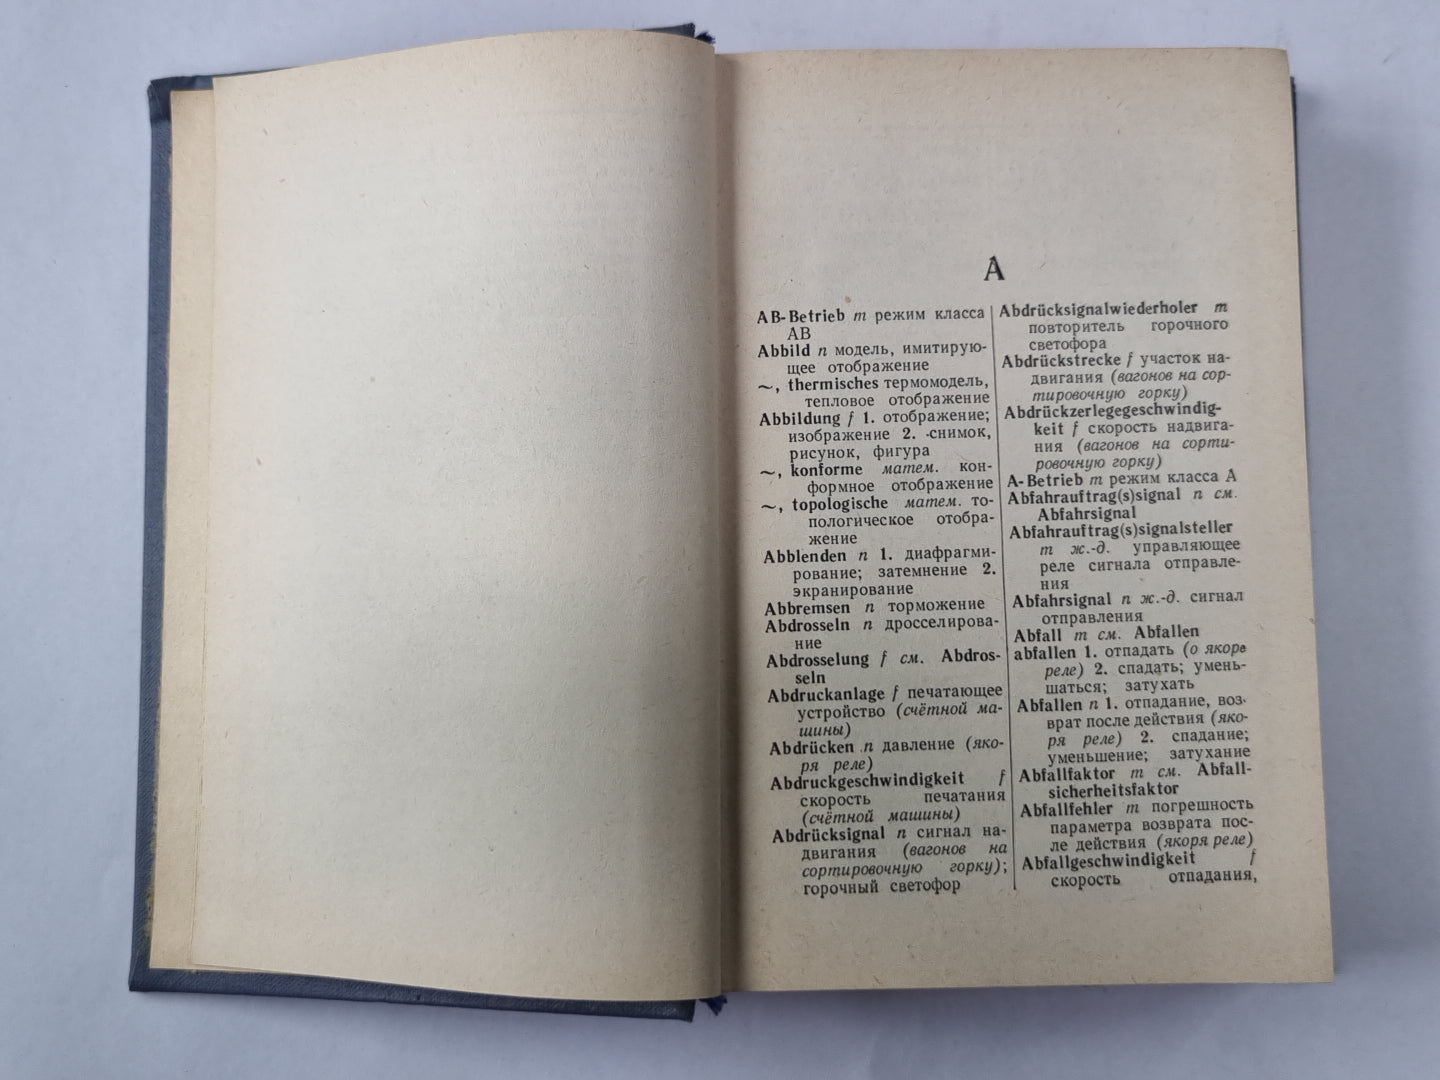 A
AB-Betrieb m режим класса
АВ
Abbild n модель, имитирую-
щее отображение
~, thermisches термомодель,
тепловое отображение
Abbildung f 1. отображение;
изображение 2. -снимок,
рисунок, фигура
~, konforme матем. кон-
формное отображение
~, topologische матем. то-
пологическое отобра-
жение
Abblenden n 1. диафрагми-
рование; затемнение 2.
экранирование
Abbremsen n торможение
Abdrosseln n дросселирова-
ние
Abdrosselung f см. Abdros-
seln
Abdruckanlage f печатающее
устройство (счётной ма-
шины)
Abdrücken n давление (яко-
ря реле)
Abdruckgeschwindigkeit f
скорость печатания
(счётной машины)
Abdrücksignal n сигнал на-
двигания (вагонов на
сортировочную горку);
горочный светофор
Abdrücksignalwiederholer m
повторитель горочного
светофора
Abdrückstrecke f участок на-
двигания (вагонов на сор-
тировочную горку)
Abdrückzerlegegeschwindig-
keit f скорость надвига-
ния (вагонов на сорти-
ровочную горку)
A-Betrieb m режим класса А
Abfahrauftrag(s)signal n см.
Abfahrsignal
Abfahrauftrag(s)signalsteller
m ж.-д. управляющее
реле сигнала отправле-
ния
Abfahrsignal n ж.-д. сигнал
отправления
Abfall m см. Abfallen
abfallen 1. отпадать (о якоре
реле) 2. спадать; умень-
шаться; затухать
Abfallen n 1. отпадание, воз-
врат после действия (яко-
ря реле) 2. спадание;
уменьшение; затухание
Abfallfaktor m см. Abfall-
sicherheitsfaktor
Abfallfehler m погрешность
параметра возврата пос-
ле действия (якоря реле)
Abfallgeschwindigkeit f
скорость отпадания,